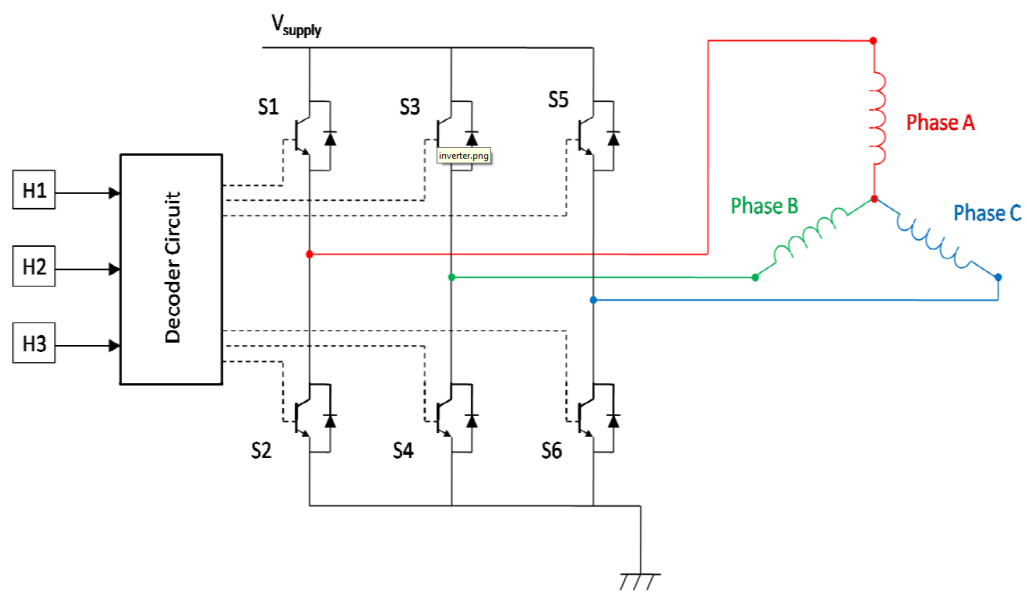 Vsupply
S1
S3
S5
inverter.png
Phase A
H1
H2
H3
Decoder Circuit
Phase B
Phase C
S2
S4
S6